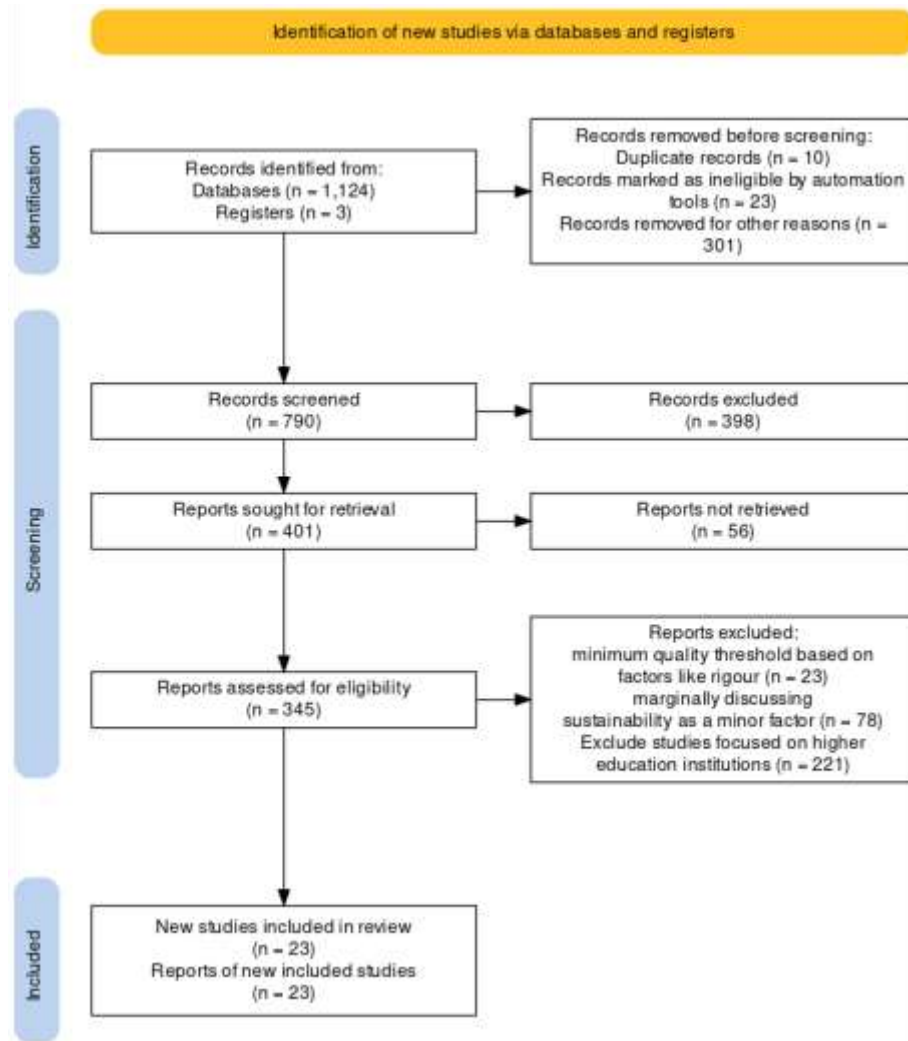 Identification of new studies via databases and registers
Identification
Records identified from:
Databases (n = 1,124)
Registers (n = 3)
Records removed before screening:
Duplicate records (n = 10)
Records marked as ineligible by automation
tools (n = 23)
Records removed for other reasons (n =
301)
Screening
Records screened
(n = 790)
Records excluded
(n = 398)
Reports sought for retrieval
(n = 401)
Reports not retrieved
(n = 56)
Reports assessed for eligibility
(n = 345)
Reports excluded:
minimum quality threshold based on
factors like rigour (n = 23)
marginally discussing
sustainability as a minor factor (n = 78)
Exclude studies focused on higher
education institutions (n = 221)
Included
New studies included in review
(n = 23)
Reports of new included studies
(n = 23)